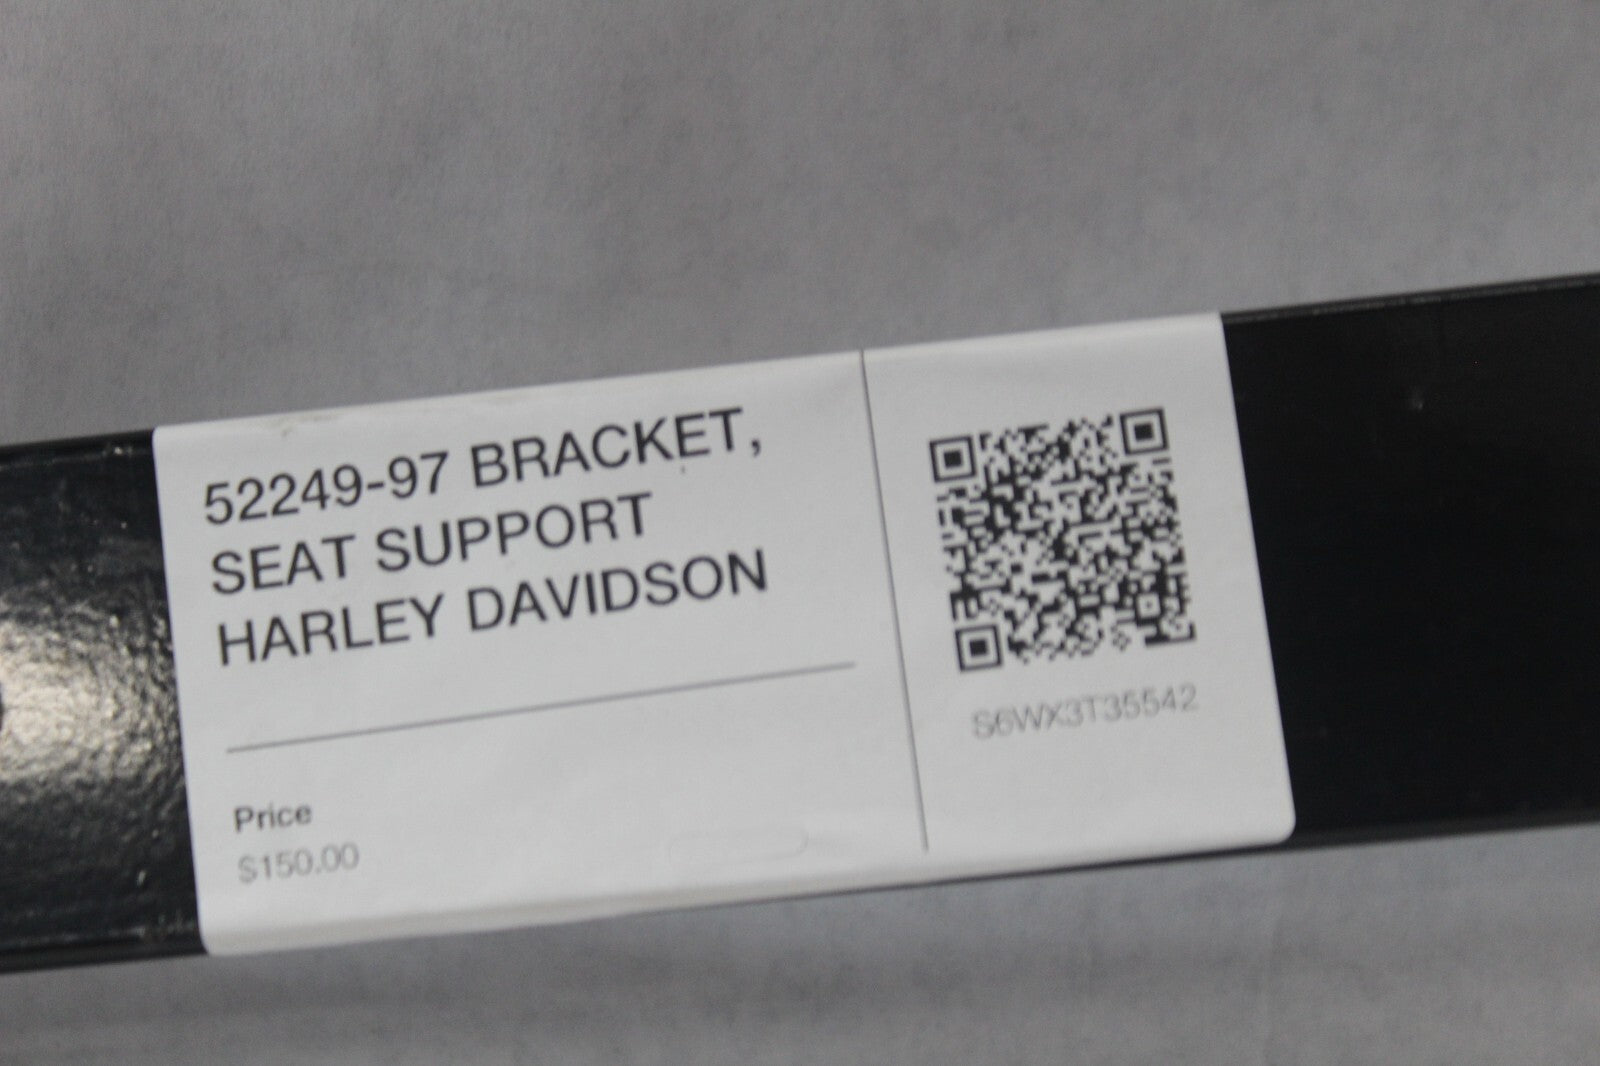 52249-97 BRACKET,
SEAT SUPPORT
HARLEY DAVIDSON
Price
$150.00
S6WX3T35542